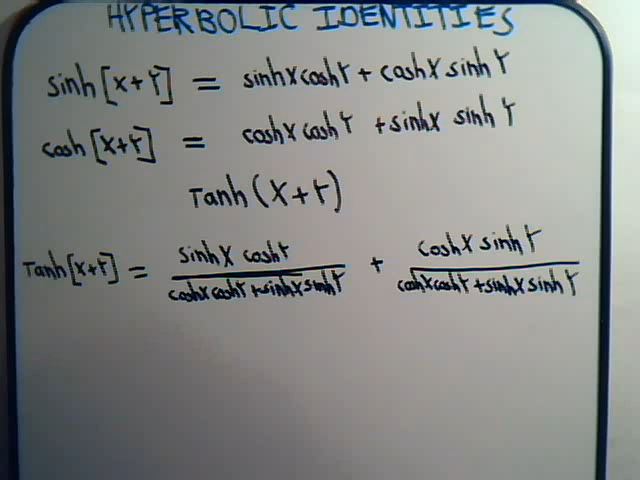 HYPERBOLIC IDENTITIES
sinh[x+y] = sinhx coshy + coshx sinhy
cosh[x+y] = coshx coshy + sinhx sinhy
Tanh(x+y)
Tanh[x+y] = sinhx coshy / coshx coshy + sinhx sinhy + coshx sinhy / coshx coshy + sinhx sinhy